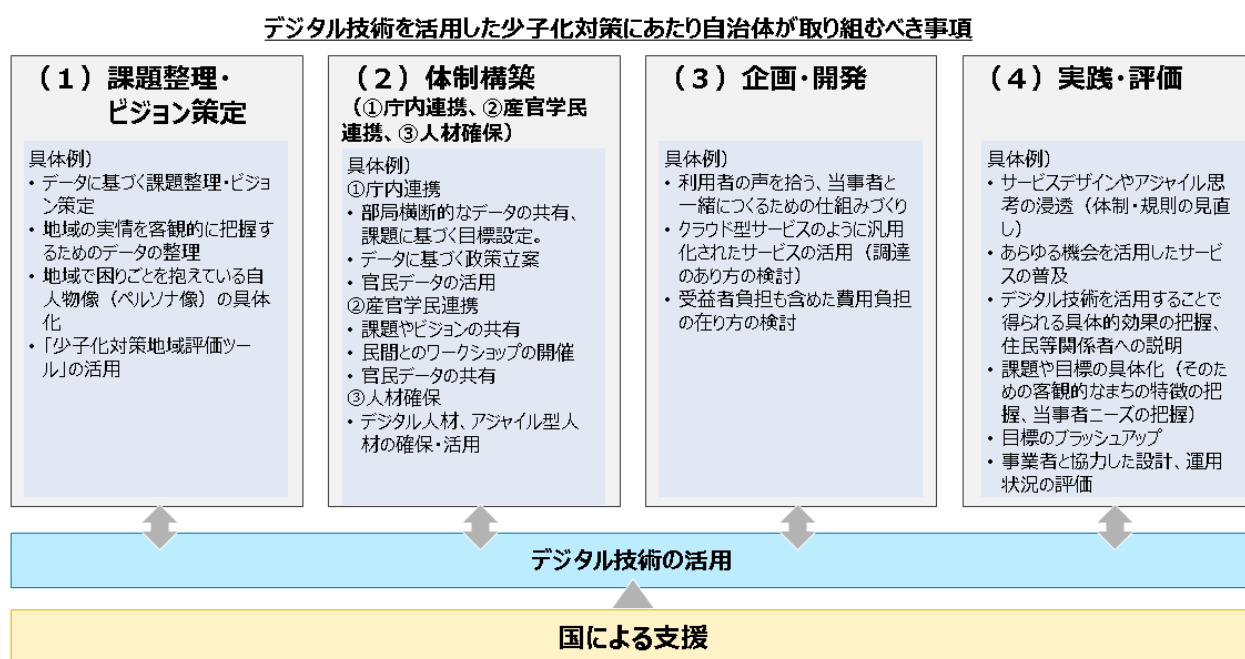 デジタル技術を活用した少子化対策にあたり自治体が取り組むべき事項
（１）課題整理・
ビジョン策定
具体例）
・データに基づく課題整理・ビジョ
ン策定
・地域の実情を客観的に把握す
るためのデータの整理
・地域で困りごとを抱えている自
人物像（ペルソナ像）の具体
化
・「少子化対策地域評価ツー
ル」の活用
（２）体制構築
（①庁内連携、②産官学民
連携、③人材確保）
具体例）
①庁内連携
・部局横断的なデータの共有、
課題に基づく目標設定。
・データに基づく政策立案
・官民データの活用
②産官学民連携
・課題やビジョンの共有
・民間とのワークショップの開催
・官民データの共有
③人材確保
・デジタル人材、アジャイル型人
材の確保・活用
（３）企画・開発
具体例）
・利用者の声を拾う、当事者と
一緒につくるための仕組みづくり
・クラウド型サービスのように汎用
化されたサービスの活用（調達
のあり方の検討）
・受益者負担も含めた費用負担
の在り方の検討
（４）実践・評価
具体例）
・サービスデザインやアジャイル思
考の浸透（体制・規則の見直
し）
・あらゆる機会を活用したサービ
スの普及
・デジタル技術を活用することで
得られる具体的効果の把握、
住民等関係者への説明
・課題や目標の具体化（そのた
めの客観的なまちの特徴の把
握、当事者ニーズの把握）
・目標のブラッシュアップ
・事業者と協力した設計、運用
状況の評価
デジタル技術の活用
国による支援